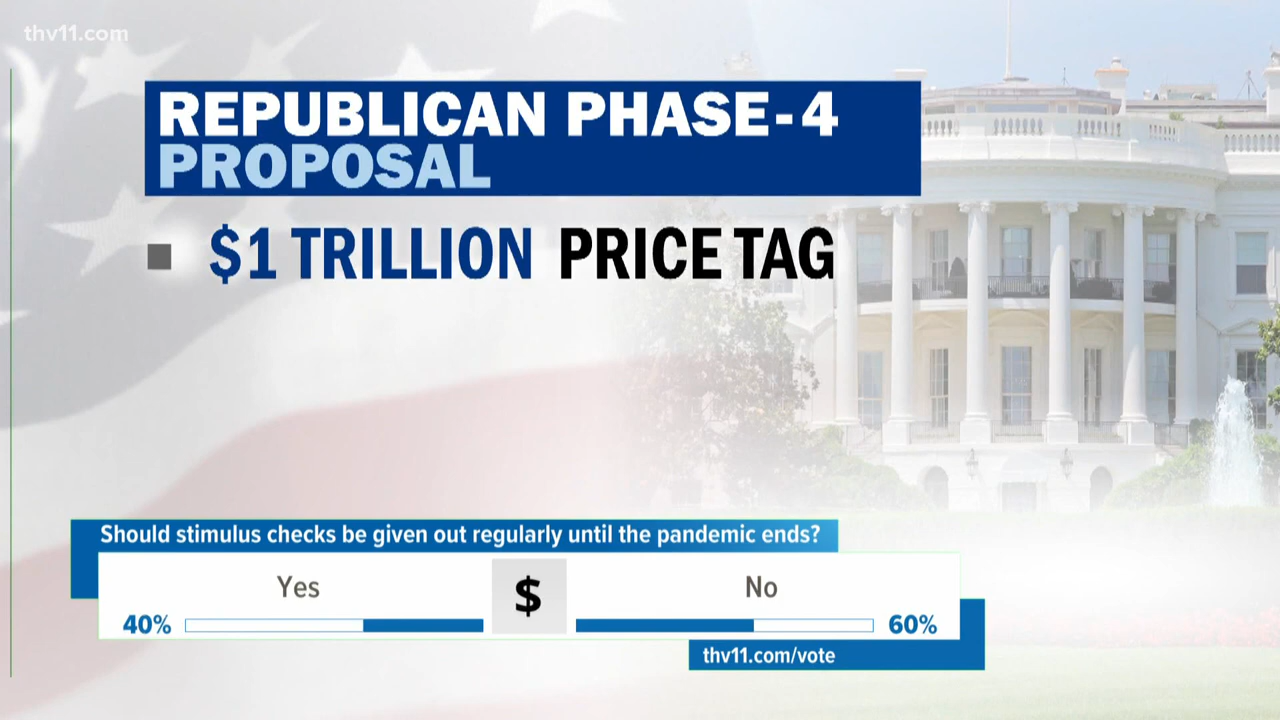 thv11.com
REPUBLICAN PHASE-4
PROPOSAL
$1 TRILLION PRICE TAG
Should stimulus checks be given out regularly until the pandemic ends?
Yes
$
No
40%
60%
thv11.com/vote